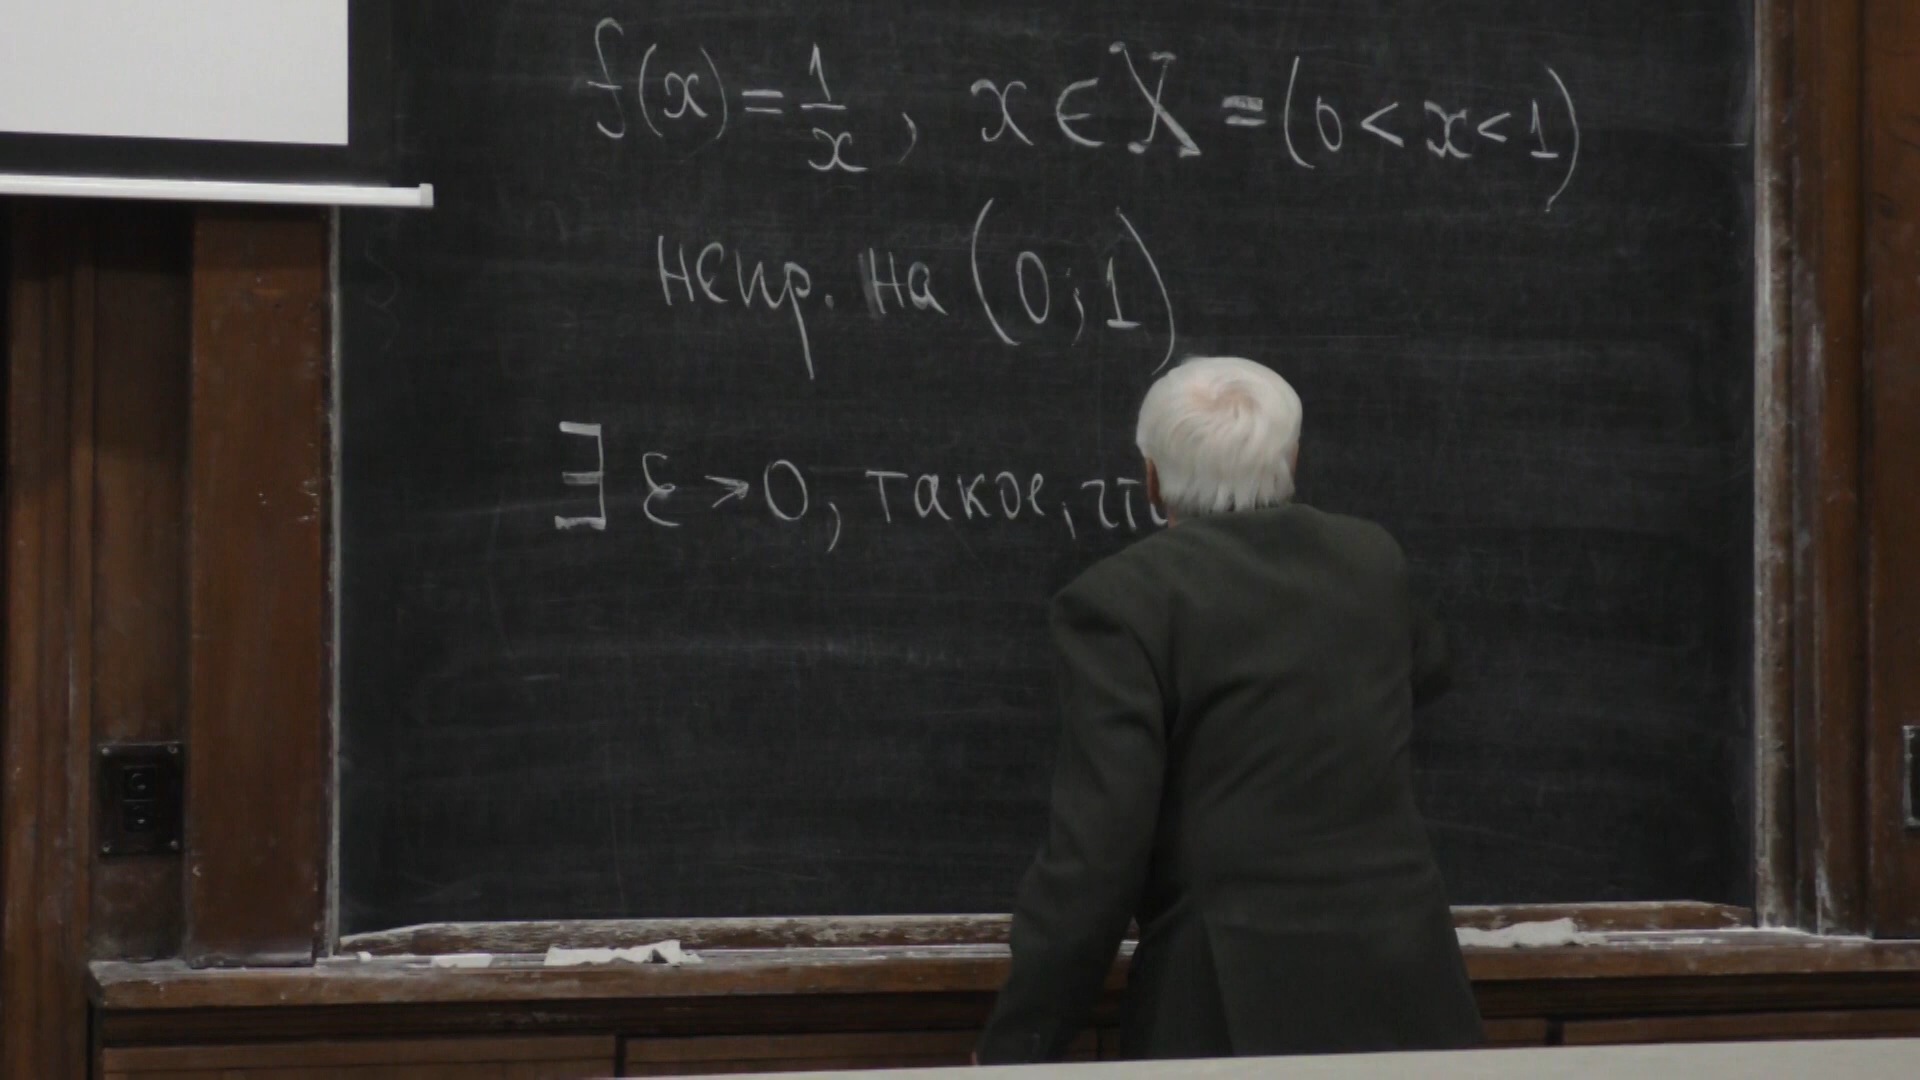 f(x) = 1/x, x ∈ X = (0 < x < 1)
непр. на (0; 1)
∃ ε > 0, такое,